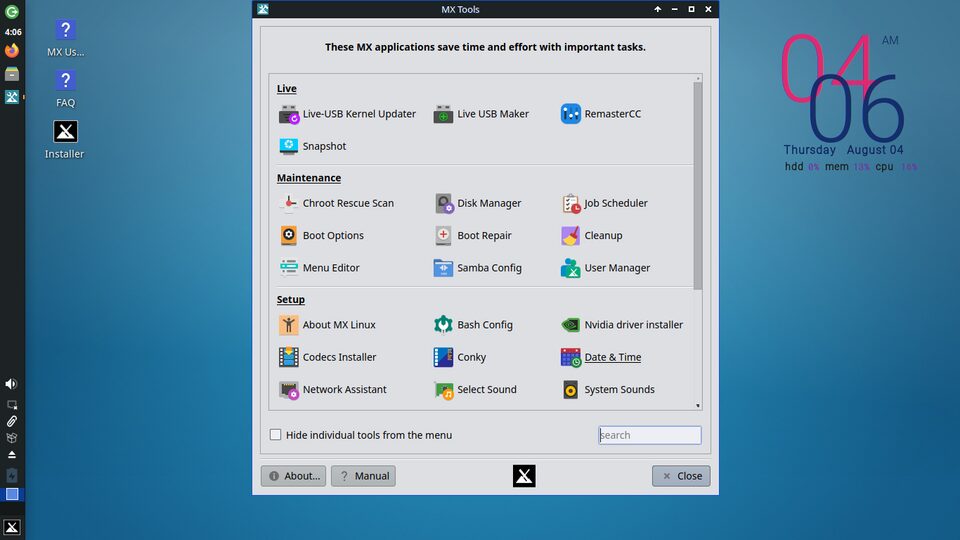 4:06
MX Us...
FAQ
Installer
MX Tools
These MX applications save time and effort with important tasks.
Live
Live-USB Kernel Updater Live USB Maker RemasterCC
Snapshot
Maintenance
Chroot Rescue Scan Disk Manager Job Scheduler
Boot Options Boot Repair Cleanup
Menu Editor Samba Config User Manager
Setup
About MX Linux Bash Config Nvidia driver installer
Codecs Installer Conky Date & Time
Network Assistant Select Sound System Sounds
Hide individual tools from the menu search
About... ? Manual Close
04 AM
06
Thursday August 04
hdd 0% mem 13% cpu 16%